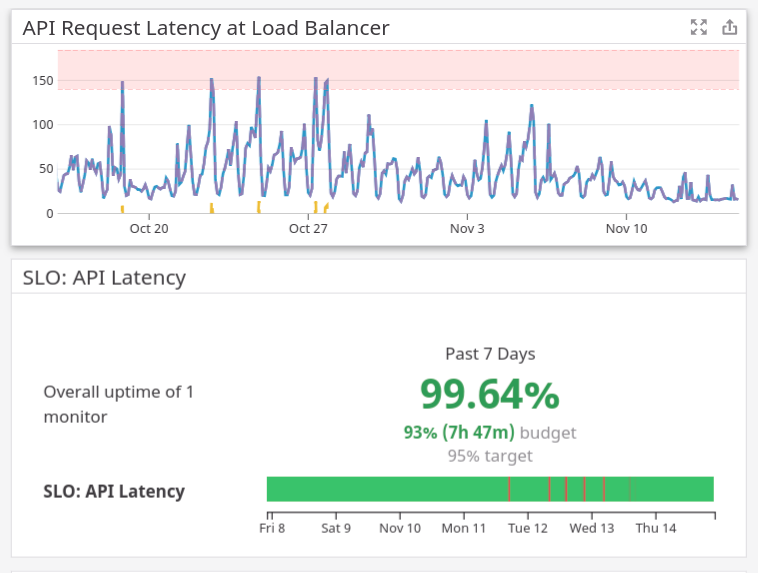 API Request Latency at Load Balancer
150
100
50
0
Oct 20 Oct 27 Nov 3 Nov 10
SLO: API Latency
Past 7 Days
Overall uptime of 1
monitor
99.64%
93% (7h 47m) budget
95% target
SLO: API Latency
Fri 8 Sat 9 Nov 10 Mon 11 Tue 12 Wed 13 Thu 14